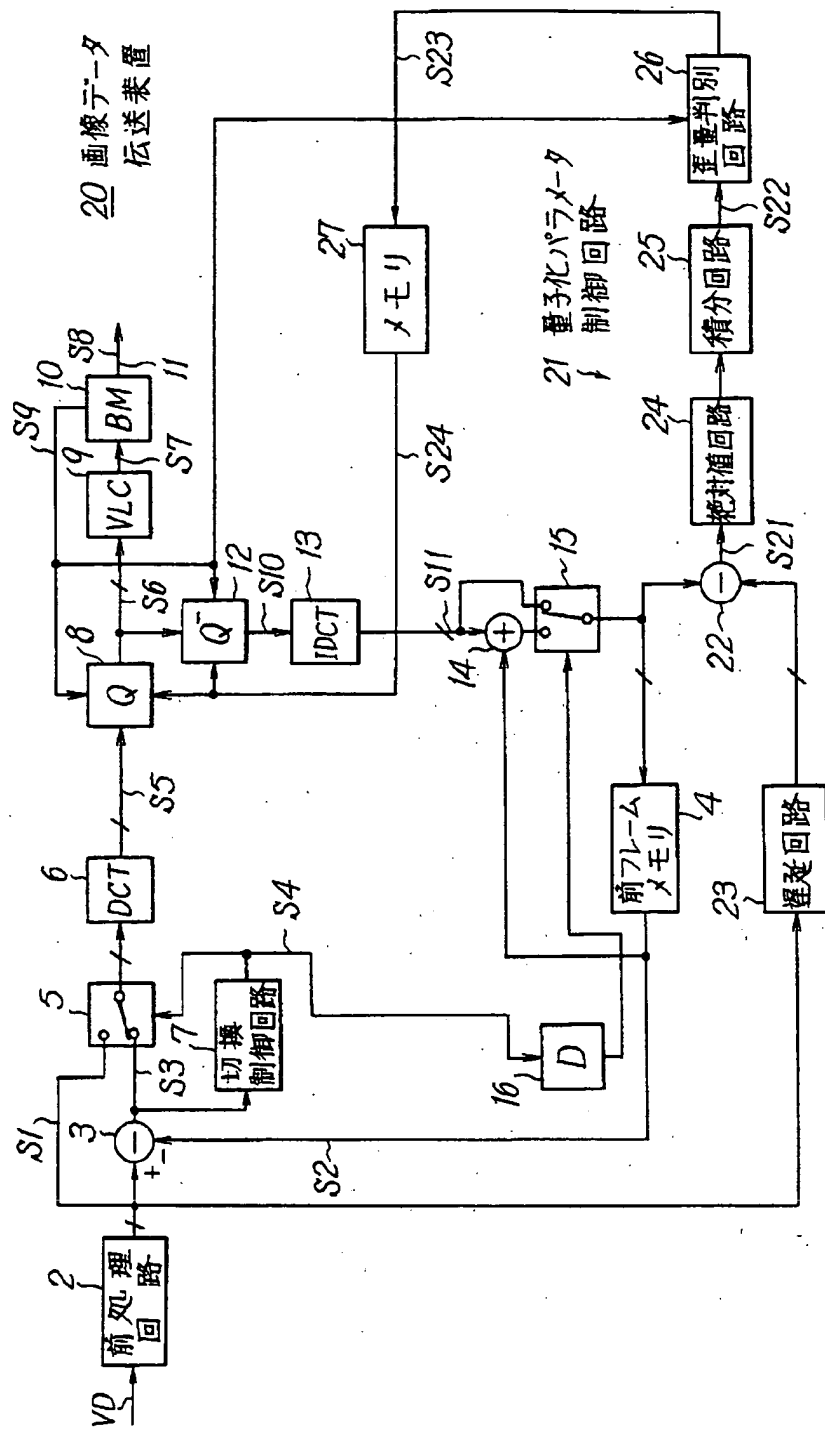 20 画像データ
伝送装置
VD
2
前処理
回路
S1
3
+
−
−
S3
5
7
切換
制御回路
S2
S4
6
DCT
S5
8
Q
S6
9
VLC
S7
10
BM
S8
11
S9
12
Q⁻
S10
13
IDCT
S11
14
+
15
16
D
前フレーム
メモリ
4
27
メモリ
S23
S24
21 量子化パラメータ
制御回路
22
−
S21
23
遅延回路
24
絶対値回路
25
積分回路
S22
26
歪量判別
回路